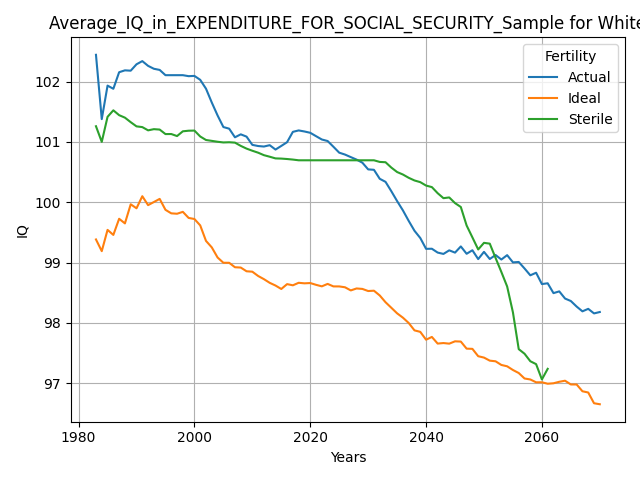 Average_IQ_in_EXPENDITURE_FOR_SOCIAL_SECURITY_Sample for White
Fertility
Actual
Ideal
Sterile
102
101
100
99
98
97
IQ
1980
2000
2020
2040
2060
Years